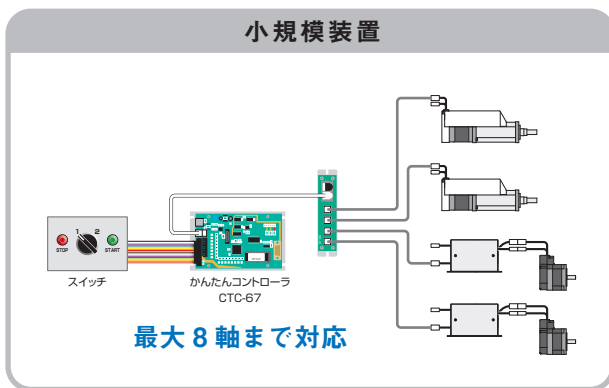 小規模装置
1 2
STOP START
スイッチ
かんたんコントローラ
CTC-67
最大8軸まで対応